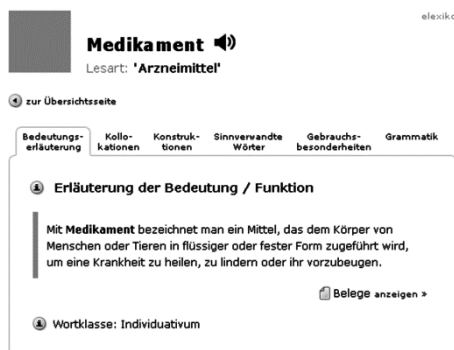 elexiko
Medikament
Lesart: 'Arzneimittel'
zur Übersichtsseite
Bedeutungs-
erläuterung
Kollo-
kationen
Konstruk-
tionen
Sinnverwandte
Wörter
Gebrauchs-
besonderheiten
Grammatik
Erläuterung der Bedeutung / Funktion
Mit Medikament bezeichnet man ein Mittel, das dem Körper von
Menschen oder Tieren in flüssiger oder fester Form zugeführt wird,
um eine Krankheit zu heilen, zu lindern oder ihr vorzubeugen.
Belege anzeigen »
Wortklasse: Individuativum